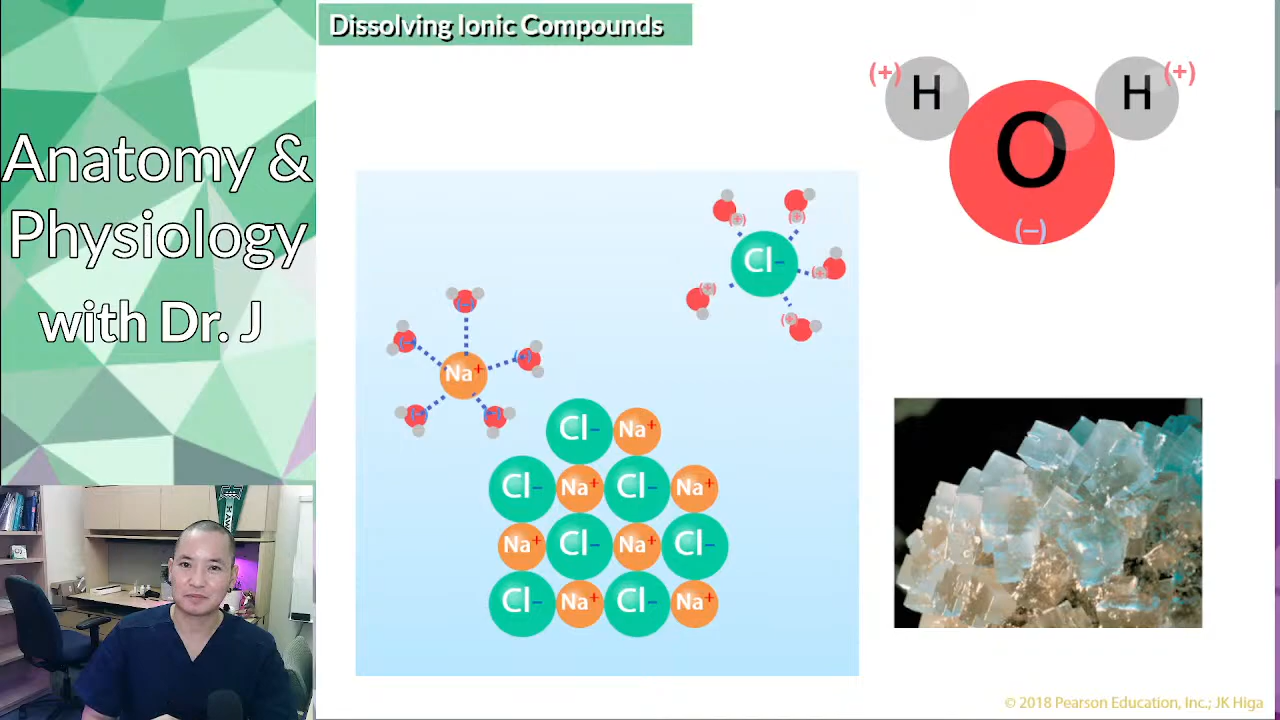 Dissolving Ionic Compounds
Anatomy &
Physiology
with Dr. J
(+) H O H (+)
(–)
(+) (+)
Cl–
(+) (+)
(+)
(–)
(–) (–)
Na+
(–) (–)
Cl– Na+
Cl– Na+ Cl– Na+
Na+ Cl– Na+ Cl–
Cl– Na+ Cl– Na+
© 2018 Pearson Education, Inc.; JK Higa